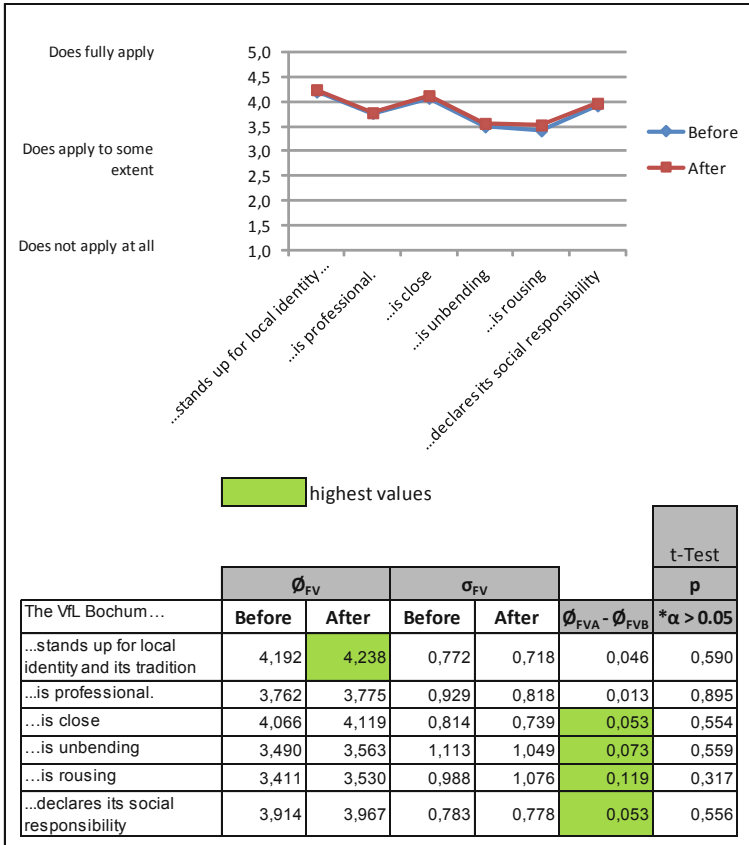 Does fully apply
Does apply to some
extent
Does not apply at all
5,0
4,5
4,0
3,5
3,0
2,5
2,0
1,5
1,0
Before
After
...stands up for local identity...
...is professional.
...is close
...is unbending
...is rousing
...declares its social responsibility
highest values
t-Test
Ø_FV σ_FV p
The VfL Bochum... Before After Before After Ø_FVA - Ø_FVB *α > 0.05
...stands up for local
identity and its tradition 4,192 4,238 0,772 0,718 0,046 0,590
...is professional. 3,762 3,775 0,929 0,818 0,013 0,895
...is close 4,066 4,119 0,814 0,739 0,053 0,554
...is unbending 3,490 3,563 1,113 1,049 0,073 0,559
...is rousing 3,411 3,530 0,988 1,076 0,119 0,317
...declares its social
responsibility 3,914 3,967 0,783 0,778 0,053 0,556